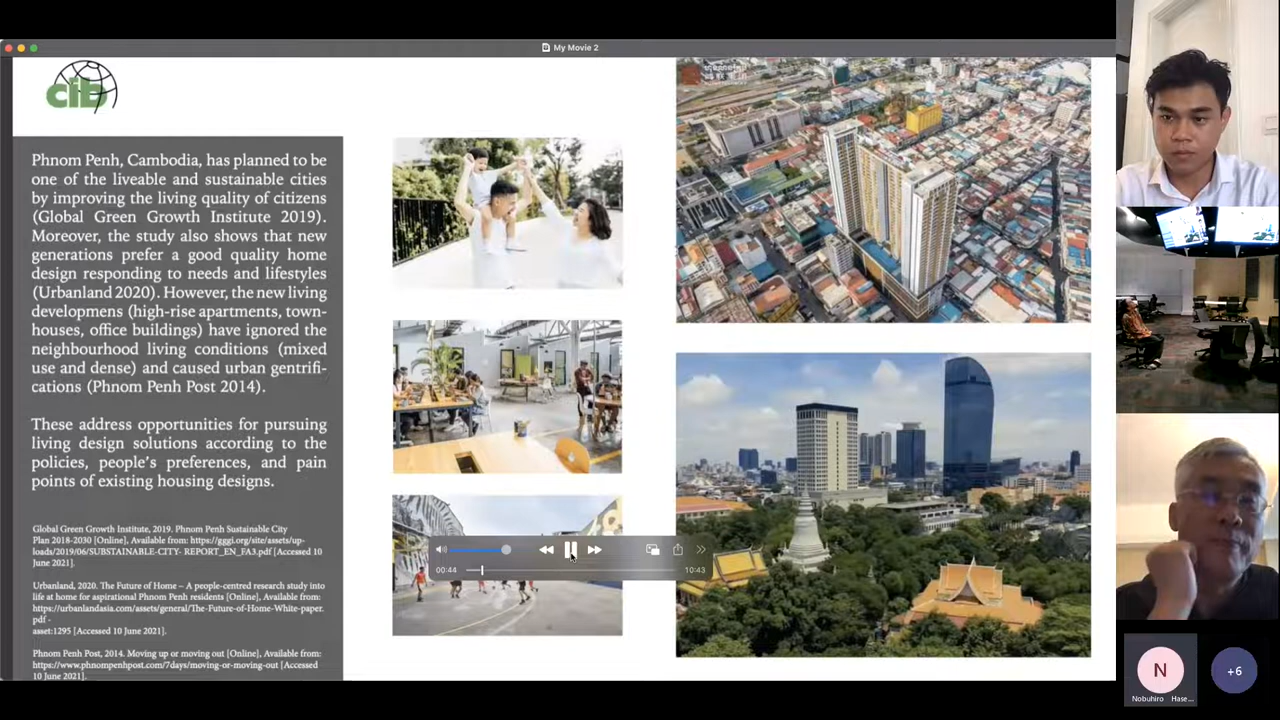 My Movie 2
cib
Phnom Penh, Cambodia, has planned to be
one of the liveable and sustainable cities
by improving the living quality of citizens
(Global Green Growth Institute 2019).
Moreover, the study also shows that new
generations prefer a good quality home
design responding to needs and lifestyles
(Urbanland 2020). However, the new living
developmens (high-rise apartments, town-
houses, office buildings) have ignored the
neighbourhood living conditions (mixed
use and dense) and caused urban gentrifi-
cations (Phnom Penh Post 2014).
These address opportunities for pursuing
living design solutions according to the
policies, people's preferences, and pain
points of existing housing designs.
Global Green Growth Institute, 2019. Phnom Penh Sustainable City
Plan 2018-2030 [Online], Available from: https://gggi.org/site/assets/up-
loads/2019/06/SUBSTAINABLE-CITY- REPORT_EN_FA3.pdf [Accessed 10
June 2021].
Urbanland, 2020. The Future of Home – A people-centred research study into
life at home for aspirational Phnom Penh residents [Online], Available from:
https://urbanlandasia.com/assets/general/The-Future-of-Home-White-paper.
pdf -
asset:1295 [Accessed 10 June 2021].
Phnom Penh Post, 2014. Moving up or moving out [Online], Available from:
https://www.phnompenhpost.com/7days/moving-or-moving-out [Accessed
10 June 2021].
00:44
10:43
N
Nobuhiro Hase...
+6